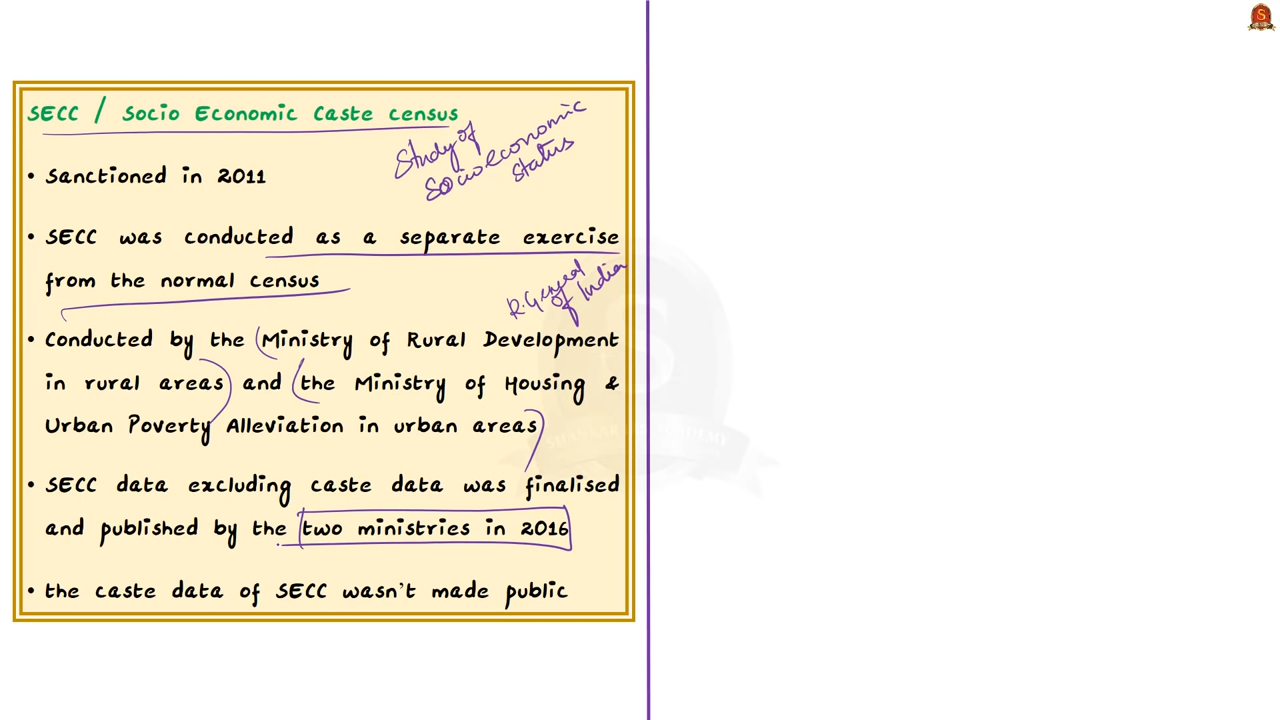 SECC / Socio Economic Caste census
Study of
Socioeconomic
status
• Sanctioned in 2011
• SECC was conducted as a separate exercise
from the normal census
R. General
of India
• Conducted by the Ministry of Rural Development
in rural areas and the Ministry of Housing &
Urban Poverty Alleviation in urban areas
• SECC data excluding caste data was finalised
and published by the two ministries in 2016
• the caste data of SECC wasn't made public